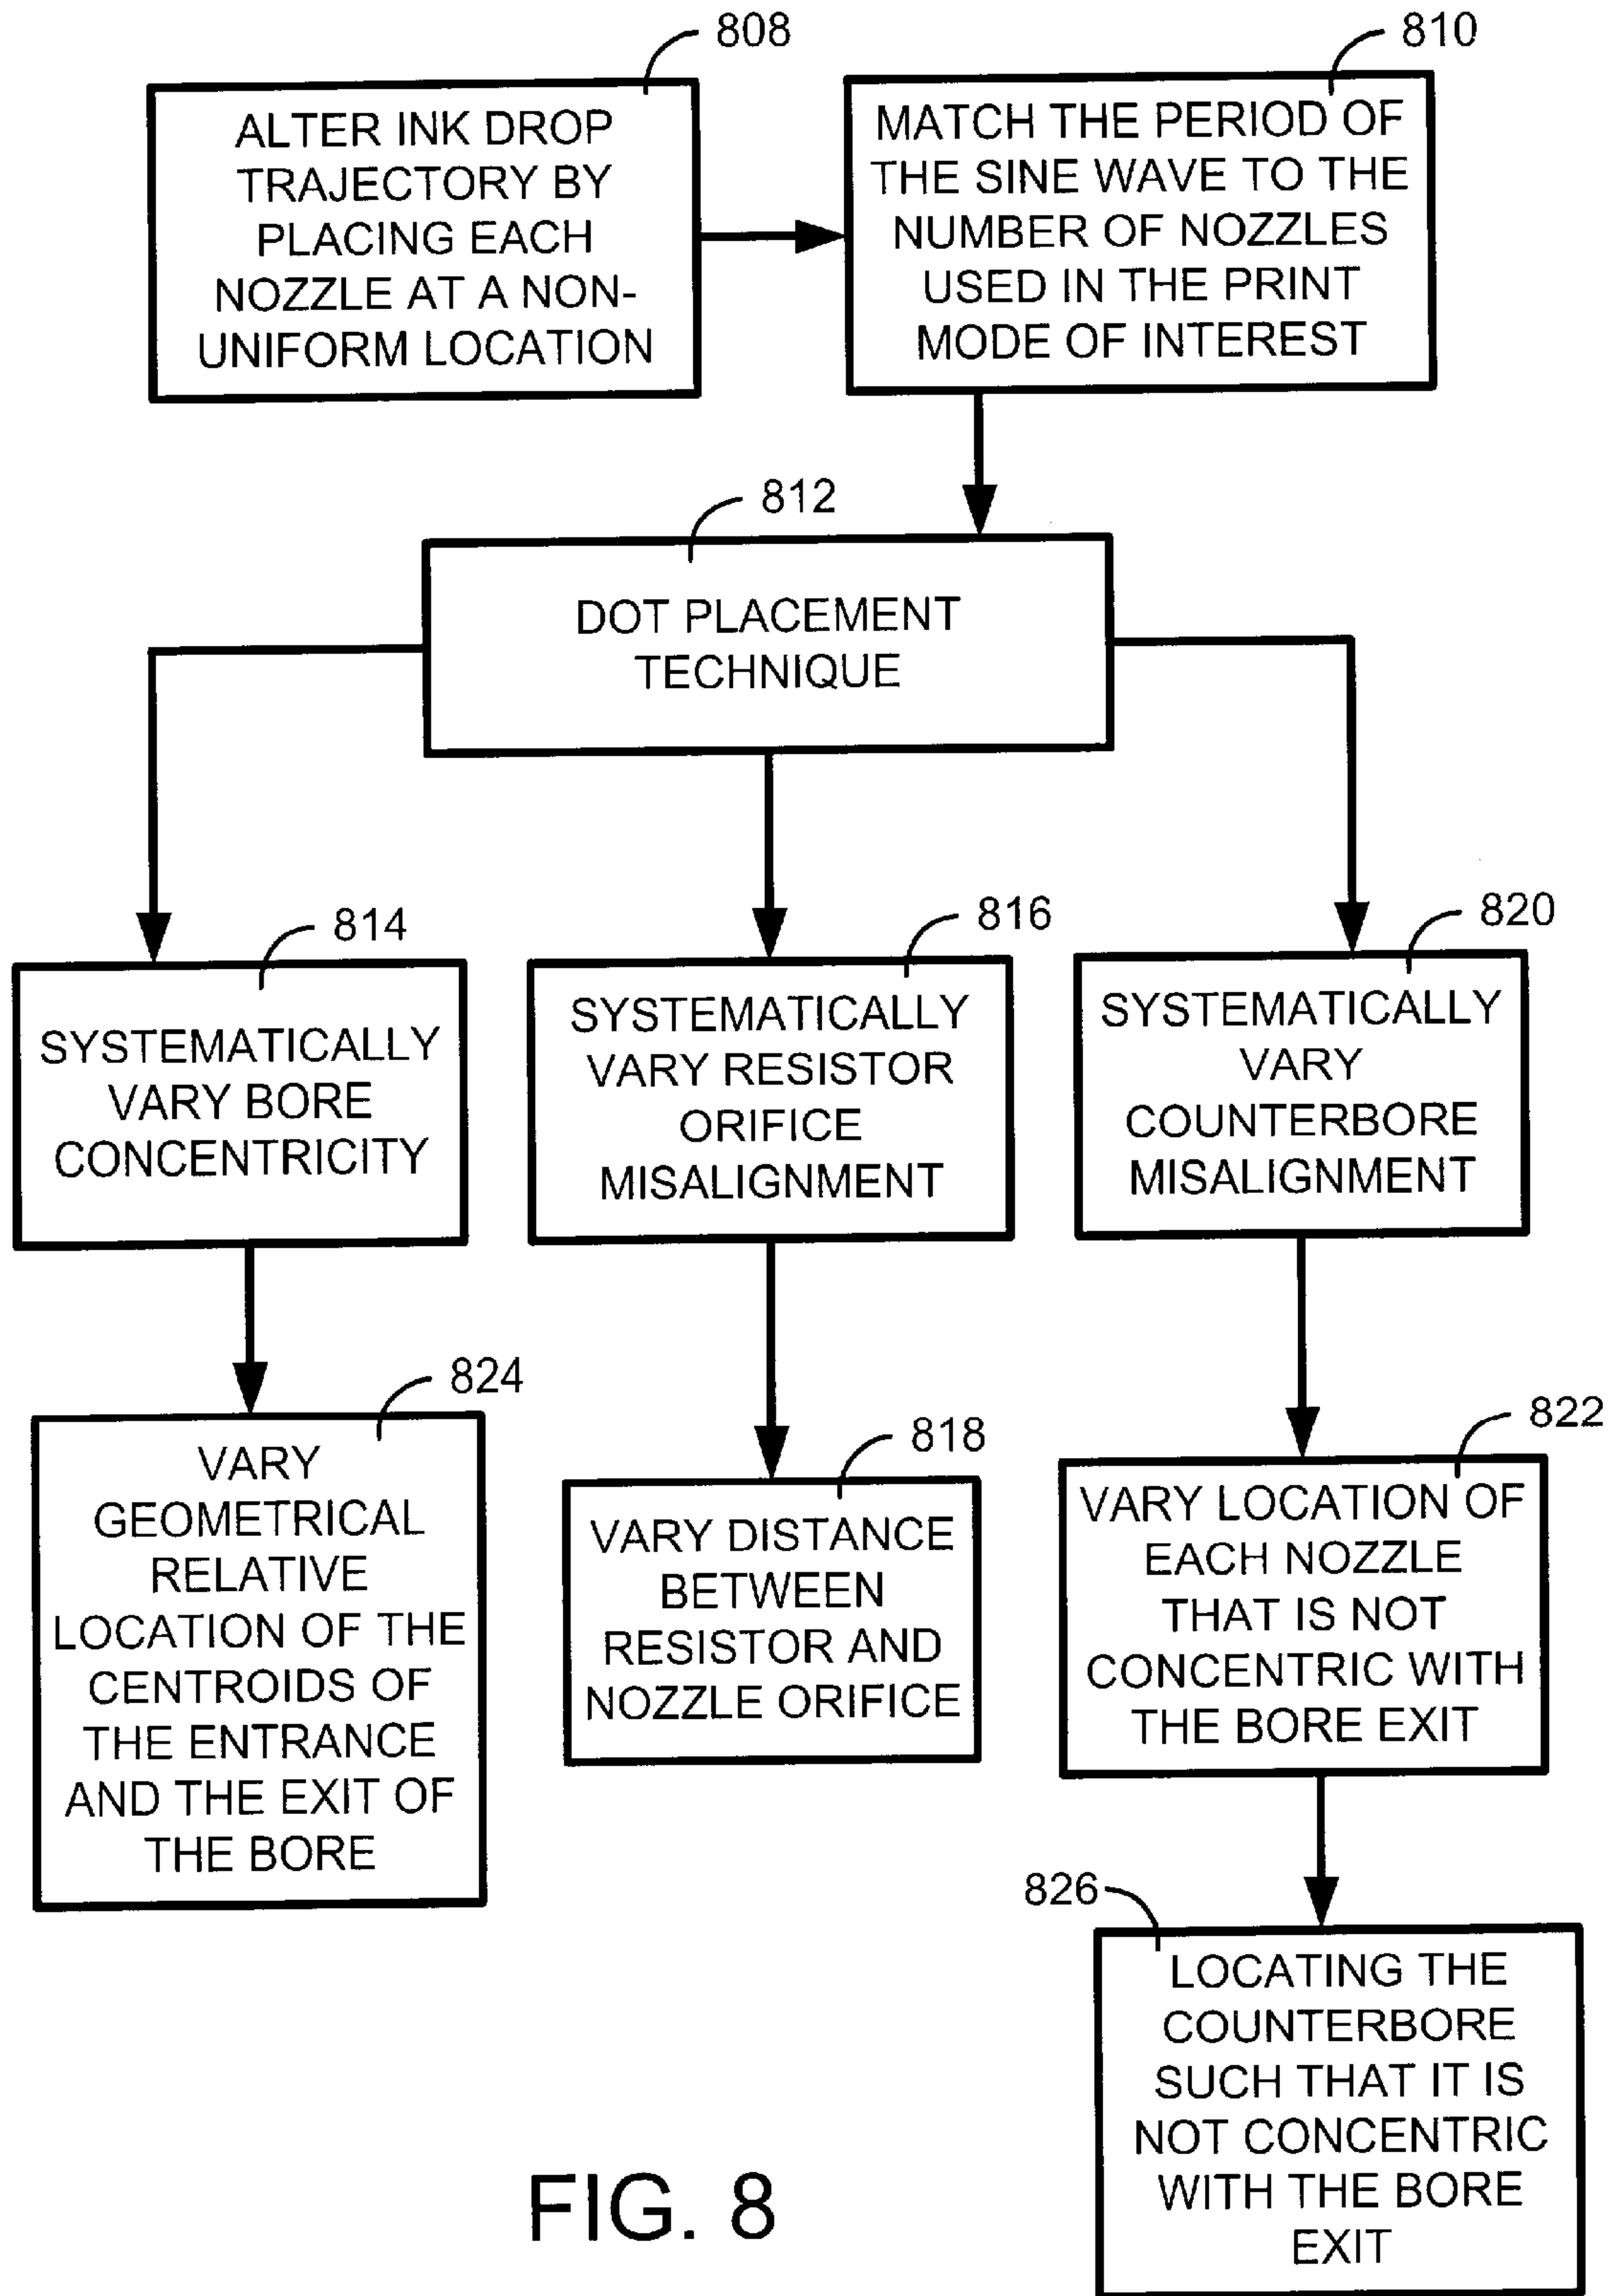 808
ALTER INK DROP
TRAJECTORY BY
PLACING EACH
NOZZLE AT A NON-
UNIFORM LOCATION
810
MATCH THE PERIOD OF
THE SINE WAVE TO THE
NUMBER OF NOZZLES
USED IN THE PRINT
MODE OF INTEREST
812
DOT PLACEMENT
TECHNIQUE
814
SYSTEMATICALLY
VARY BORE
CONCENTRICITY
816
SYSTEMATICALLY
VARY RESISTOR
ORIFICE
MISALIGNMENT
820
SYSTEMATICALLY
VARY
COUNTERBORE
MISALIGNMENT
824
VARY
GEOMETRICAL
RELATIVE
LOCATION OF THE
CENTROIDS OF
THE ENTRANCE
AND THE EXIT OF
THE BORE
818
VARY DISTANCE
BETWEEN
RESISTOR AND
NOZZLE ORIFICE
822
VARY LOCATION OF
EACH NOZZLE
THAT IS NOT
CONCENTRIC WITH
THE BORE EXIT
826
LOCATING THE
COUNTERBORE
SUCH THAT IT IS
NOT CONCENTRIC
WITH THE BORE
EXIT
FIG. 8